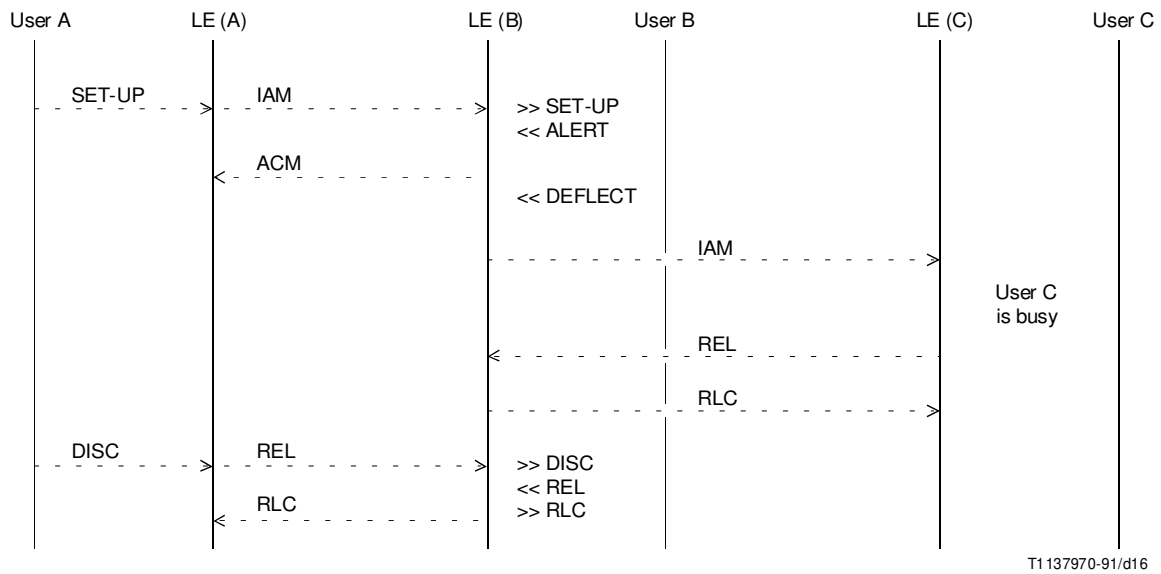 User A LE (A) LE (B) User B LE (C) User C
SET-UP IAM >> SET-UP
<< ALERT
ACM
<< DEFLECT
IAM
User C
is busy
REL
RLC
DISC REL >> DISC
<< REL
RLC >> RLC
T1137970-91/d16